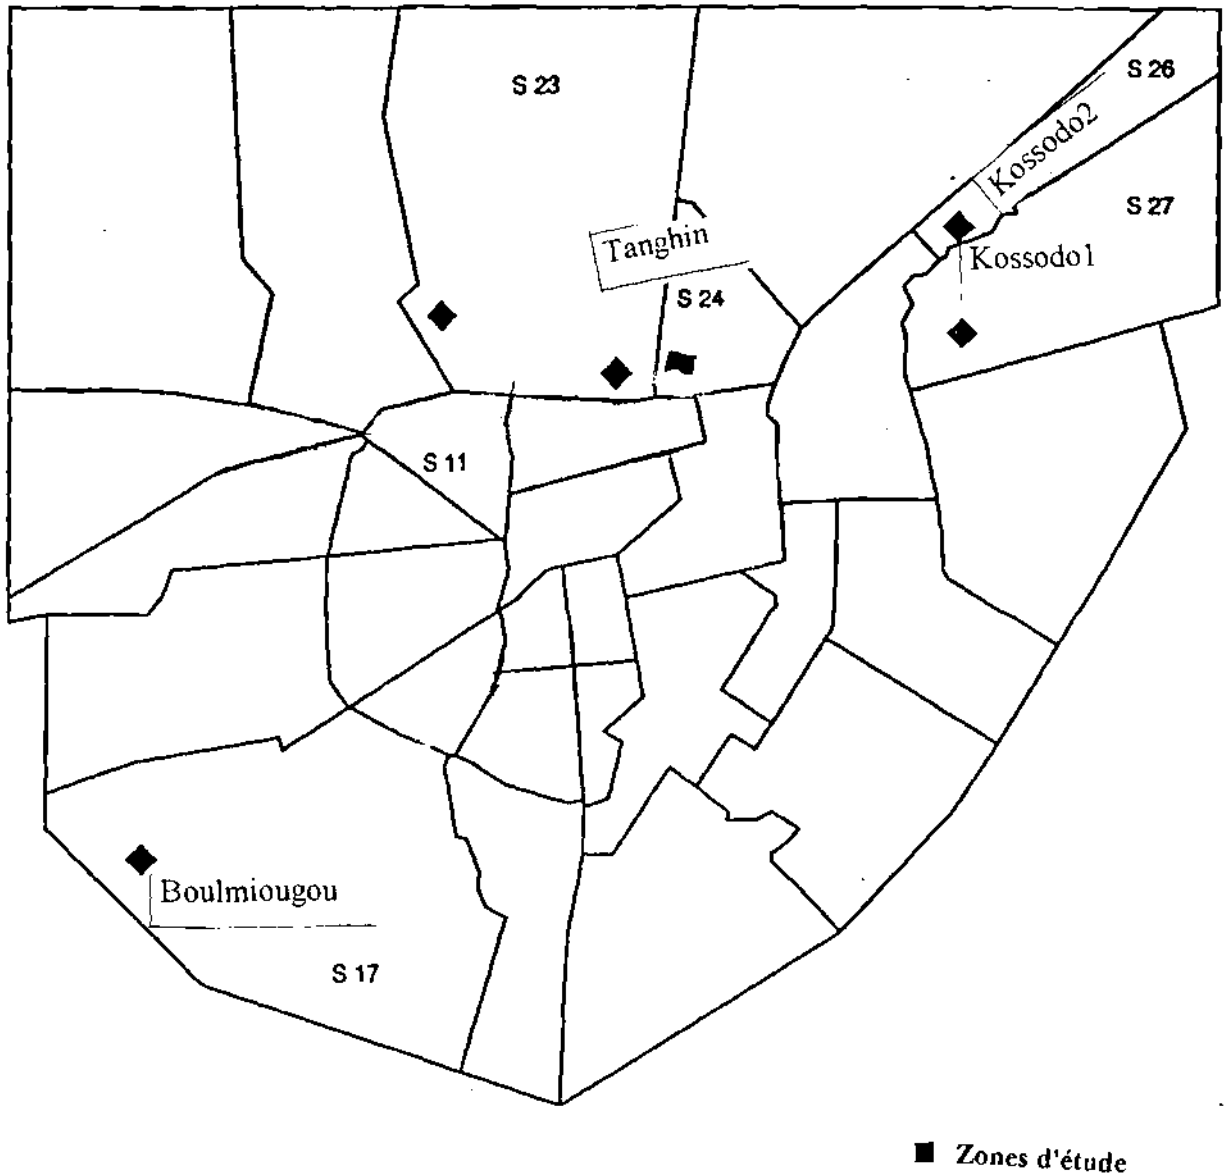 S 23
S 26
Kossodo2
S 27
Tanghin
Kossodo1
S 24
S 11
Boulmiougou
S 17
Zones d'étude